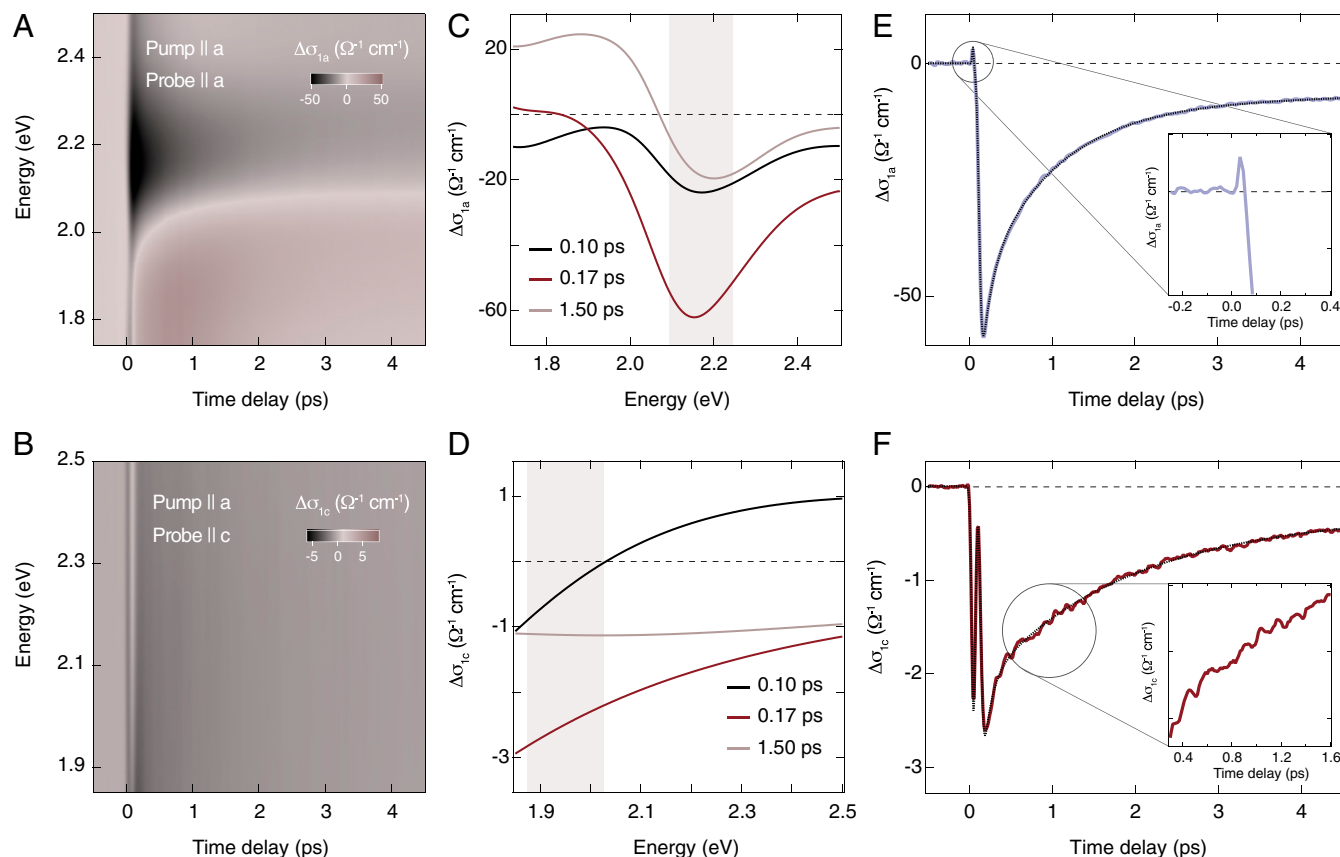 A
Pump || a
Probe || a
Δσ1a (Ω-1 cm-1)
-50 0 50
Energy (eV)
2.4
2.2
2.0
1.8
0 1 2 3 4
Time delay (ps)
C
Δσ1a (Ω-1 cm-1)
20
-20
-60
0.10 ps
0.17 ps
1.50 ps
1.8 2.0 2.2 2.4
Energy (eV)
E
Δσ1a (Ω-1 cm-1)
0
-50
Δσ1a (Ω-1 cm-1)
-0.2 0.0 0.2 0.4
Time delay (ps)
0 1 2 3 4
Time delay (ps)
B
Pump || a
Probe || c
Δσ1c (Ω-1 cm-1)
-5 0 5
Energy (eV)
2.5
2.3
2.1
1.9
0 1 2 3 4
Time delay (ps)
D
Δσ1c (Ω-1 cm-1)
1
-1
-3
0.10 ps
0.17 ps
1.50 ps
1.9 2.1 2.3 2.5
Energy (eV)
F
Δσ1c (Ω-1 cm-1)
0
-1
-2
-3
Δσ1c (Ω-1 cm-1)
0.4 0.8 1.2 1.6
Time delay (ps)
0 1 2 3 4
Time delay (ps)